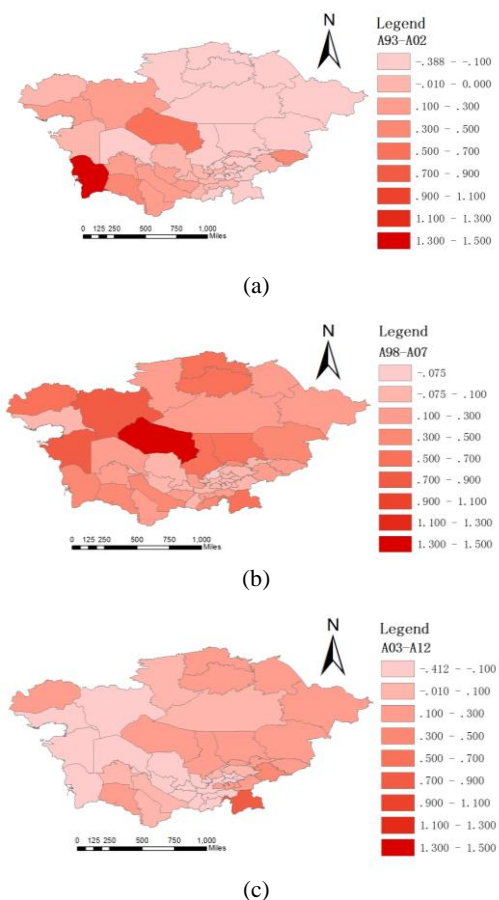 N
Legend
A93-A02
-.388 - -.100
-.010 - 0.000
.100 - .300
.300 - .500
.500 - .700
.700 - .900
.900 - 1.100
1.100 - 1.300
1.300 - 1.500
0 125 250 500 750 1,000
Miles
(a)
N
Legend
A98-A07
-.075
-.075 - .100
.100 - .300
.300 - .500
.500 - .700
.700 - .900
.900 - 1.100
1.100 - 1.300
1.300 - 1.500
0 125 250 500 750 1,000
Miles
(b)
N
Legend
A03-A12
-.412 - -.100
-.010 - .100
.100 - .300
.300 - .500
.500 - .700
.700 - .900
.900 - 1.100
1.100 - 1.300
1.300 - 1.500
0 125 250 500 750 1,000
Miles
(c)